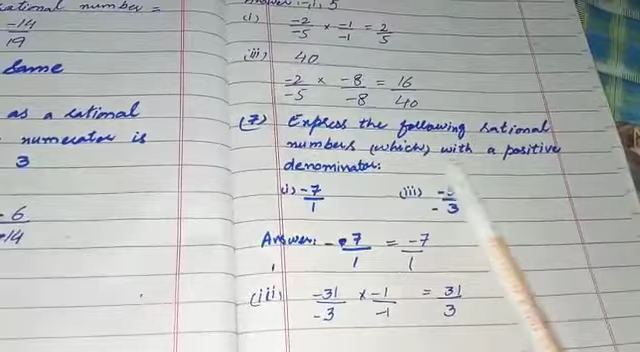 rational number =
-14/19
Same
as a rational
numerator is
3
-6/-14
(i) -2/-5 × -1/-1 = 2/5
(iii) 40
-2/-5 × -8/-8 = 16/40
(7) Express the following rational
numbers (which) with a positive
denominator:
(i) -7/1 (iii) /-3
Answer: -7/1 = -7/1
(iii) -31/-3 × -1/-1 = 31/3